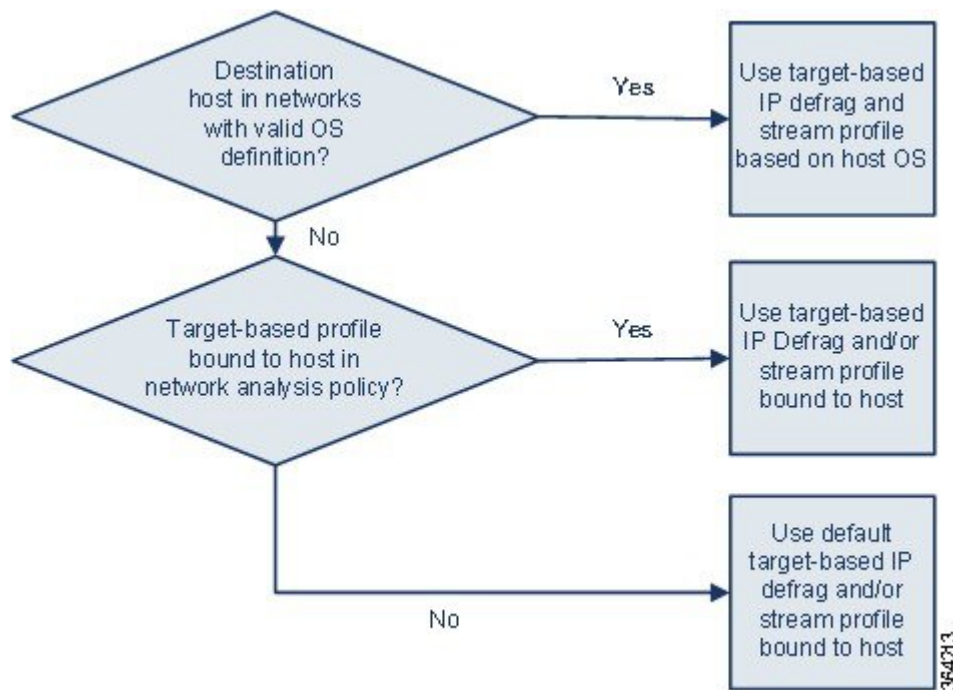 Destination
host in networks
with valid OS
definition?
Yes
Use target-based
IP defrag and
stream profile
based on host OS
No
Target-based profile
bound to host in
network analysis policy?
Yes
Use target-based
IP Defrag and/or
stream profile
bound to host
No
Use default
target-based IP
defrag and/or
stream profile
bound to host
364213